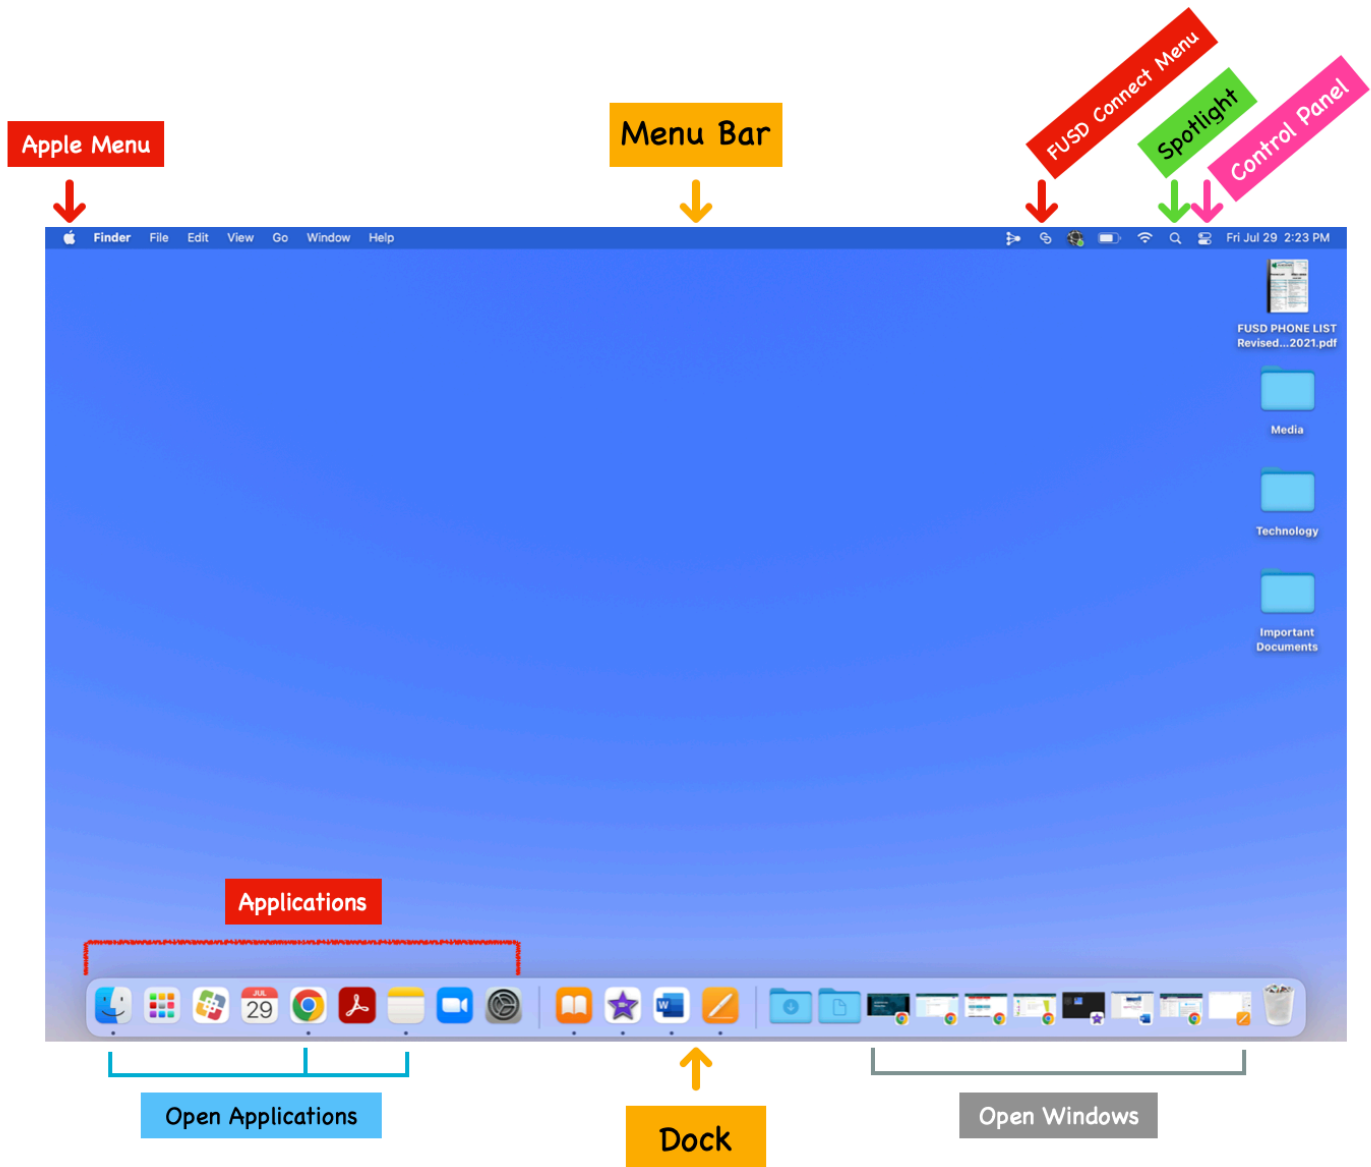 FUSD Connect Menu
Spotlight
Control Panel
Menu Bar
Apple Menu
Finder File Edit View Go Window Help
Fri Jul 29 2:23 PM
FUSD PHONE LIST
Revised...2021.pdf
Media
Technology
Important
Documents
Applications
JUL
29
W
Open Applications
Open Windows
Dock